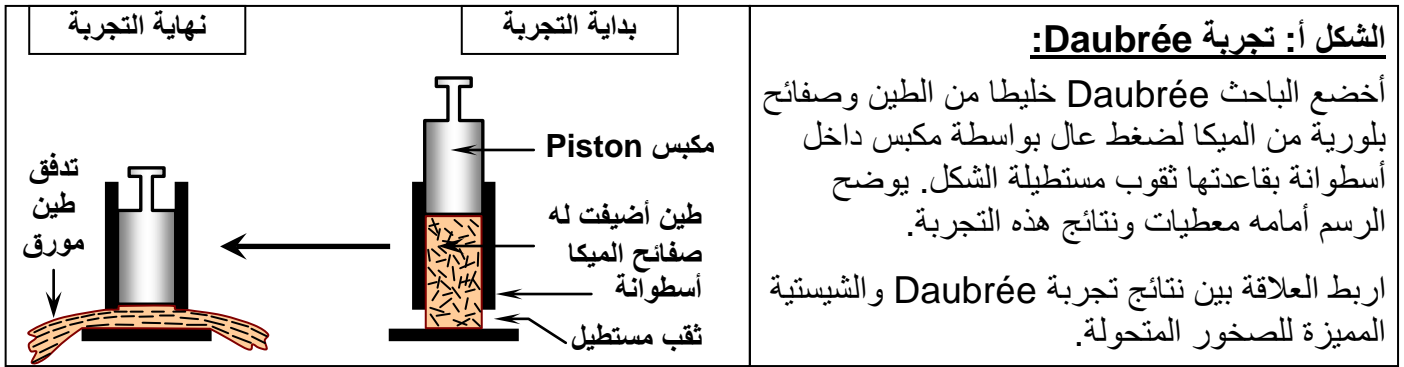 الشكل أ: تجربة Daubrée:
أخضع الباحث Daubrée خليطا من الطين وصفائح
بلورية من الميكا لضغط عال بواسطة مكبس داخل
أسطوانة بقاعدتها ثقوب مستطيلة الشكل. يوضح
الرسم أمامه معطيات ونتائج هذه التجربة.
اربط العلاقة بين نتائج تجربة Daubrée والشيستية
المميزة للصخور المتحولة.
بداية التجربة
مكبس Piston
طين أضيفت له
صفائح الميكا
أسطوانة
ثقب مستطيل
نهاية التجربة
تدفق
طين
مورق